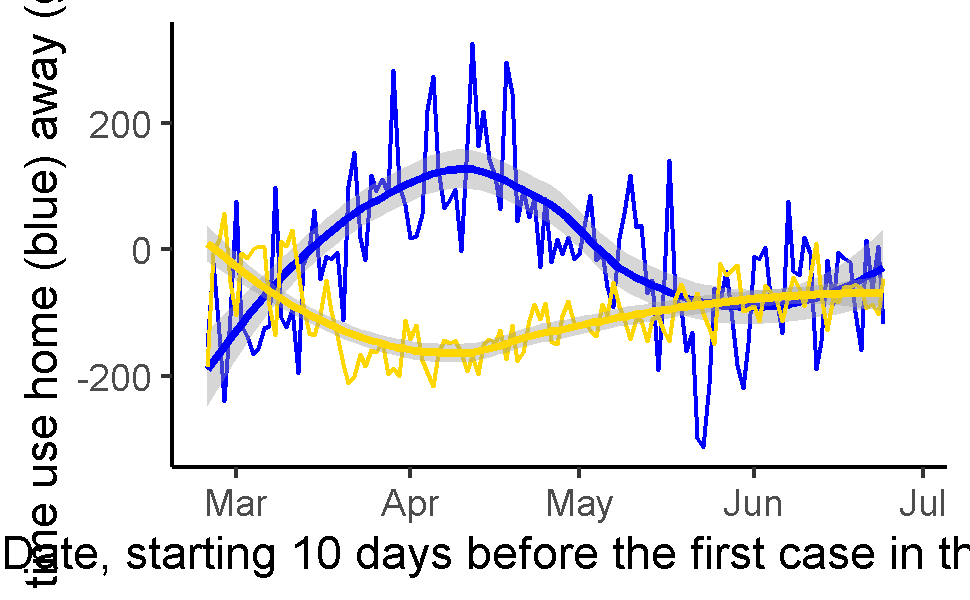 time use home (blue) away (
200
0
-200
Mar Apr May Jun Jul
Date, starting 10 days before the first case in th